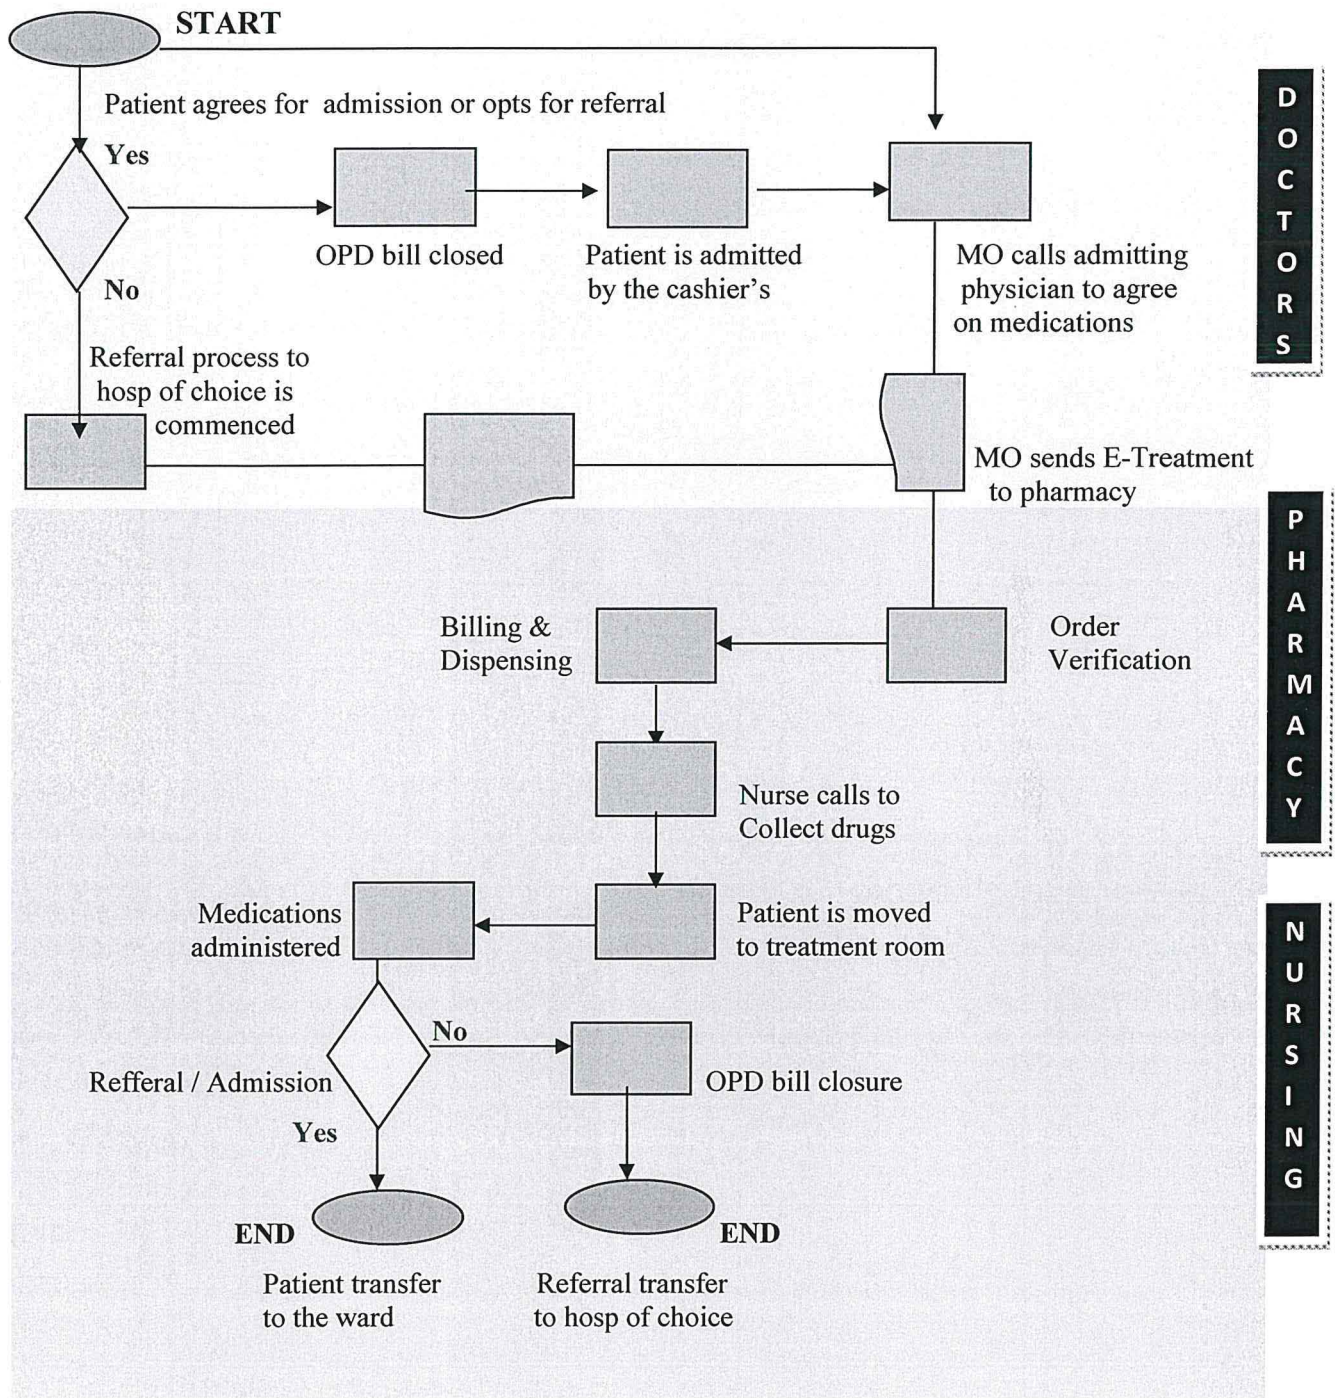 START
Patient agrees for admission or opts for referral
Yes
No
OPD bill closed
Patient is admitted
by the cashier's
MO calls admitting
physician to agree
on medications
Referral process to
hosp of choice is
commenced
MO sends E-Treatment
to pharmacy
DOCTORS
Billing &
Dispensing
Order
Verification
Nurse calls to
Collect drugs
PHARMACY
Medications
administered
Patient is moved
to treatment room
No
Refferal / Admission
OPD bill closure
Yes
END
END
Patient transfer
to the ward
Referral transfer
to hosp of choice
NURSING